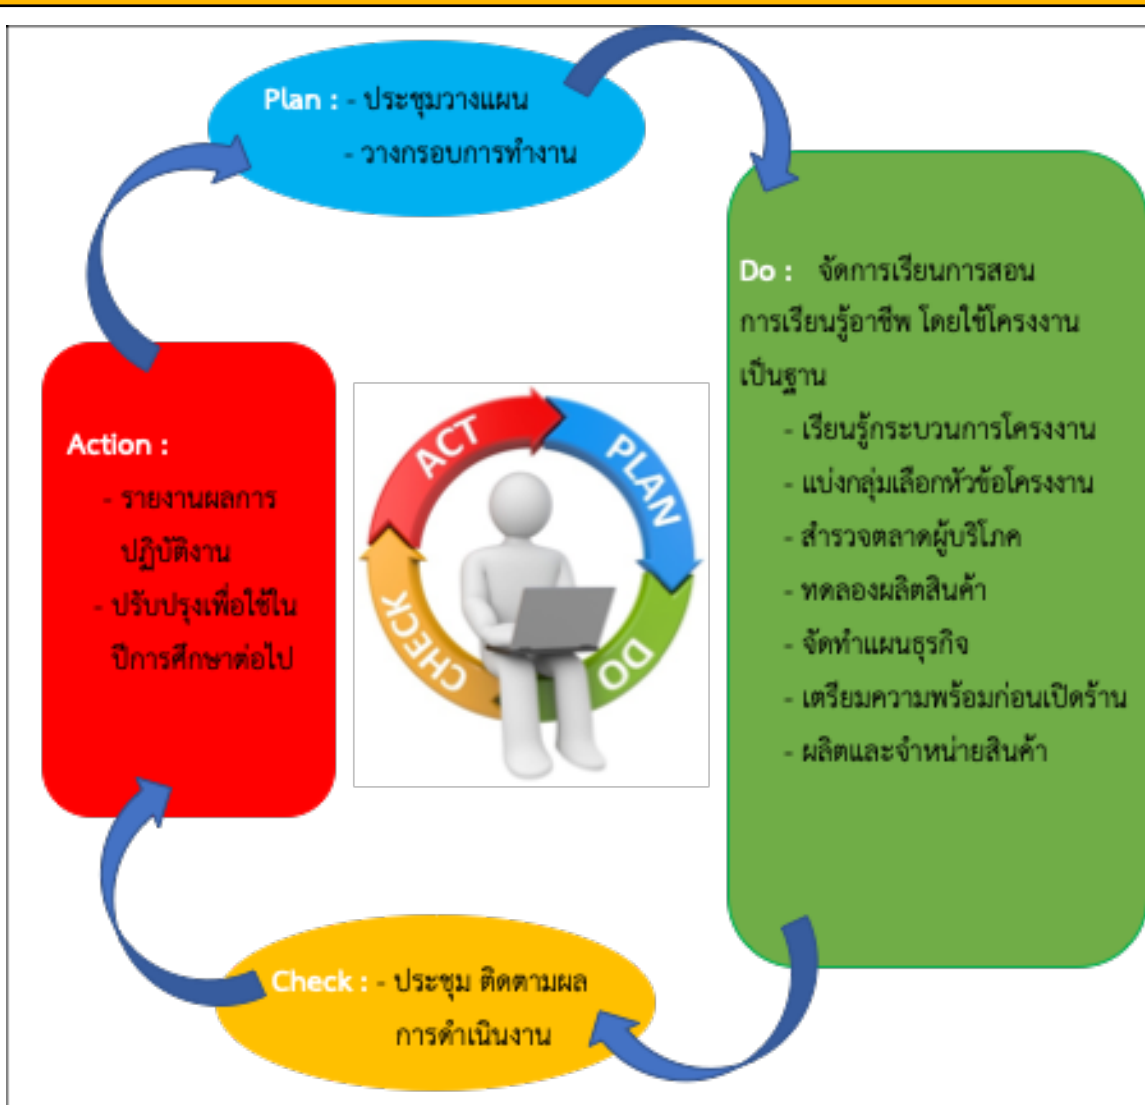 Plan : - ประชุมวางแผน
- วางกรอบการทำงาน
Do : จัดการเรียนการสอน
การเรียนรู้อาชีพ โดยใช้โครงงาน
เป็นฐาน
- เรียนรู้กระบวนการโครงงาน
- แบ่งกลุ่มเลือกหัวข้อโครงงาน
- สำรวจตลาดผู้บริโภค
- ทดลองผลิตสินค้า
- จัดทำแผนธุรกิจ
- เตรียมความพร้อมก่อนเปิดร้าน
- ผลิตและจำหน่ายสินค้า
Check : - ประชุม ติดตามผล
การดำเนินงาน
Action :
- รายงานผลการ
ปฏิบัติงาน
- ปรับปรุงเพื่อใช้ใน
ปีการศึกษาต่อไป
ACT
PLAN
DO
CHECK